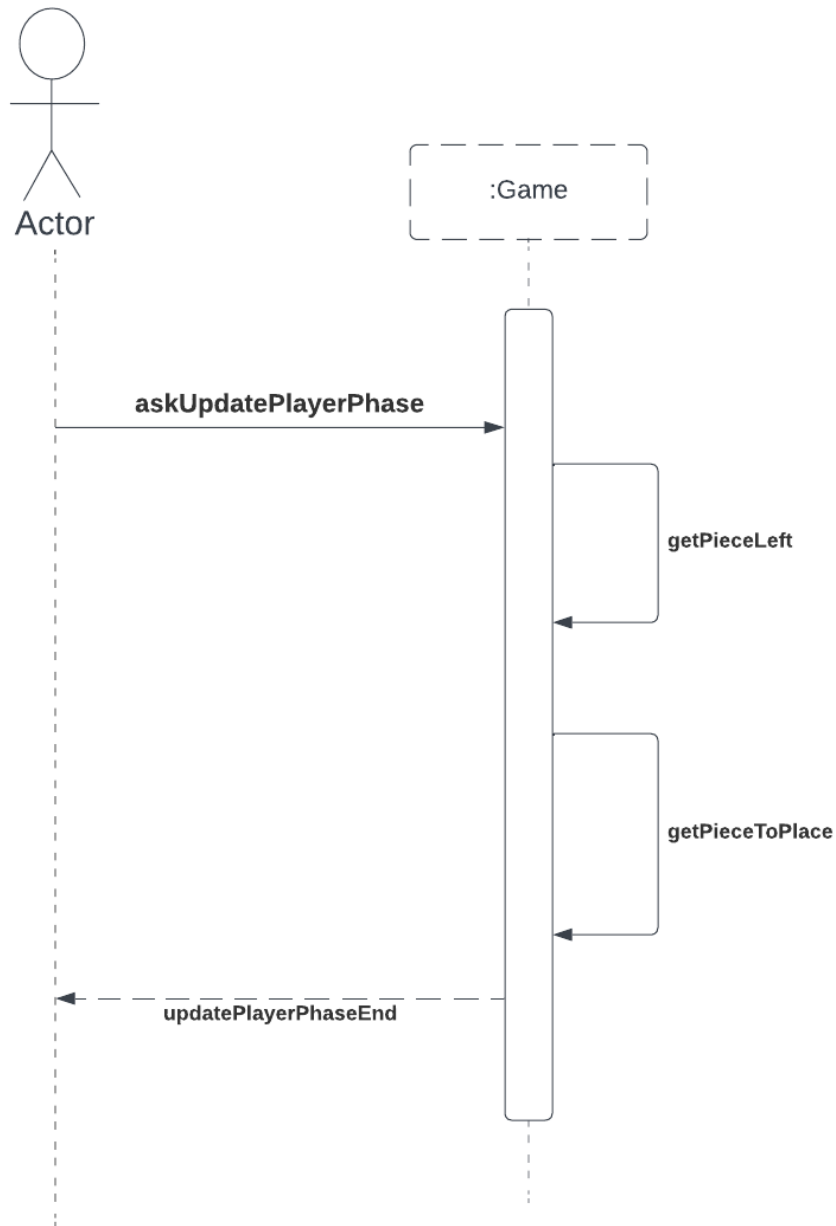 Actor
:Game
askUpdatePlayerPhase
getPieceLeft
getPieceToPlace
updatePlayerPhaseEnd